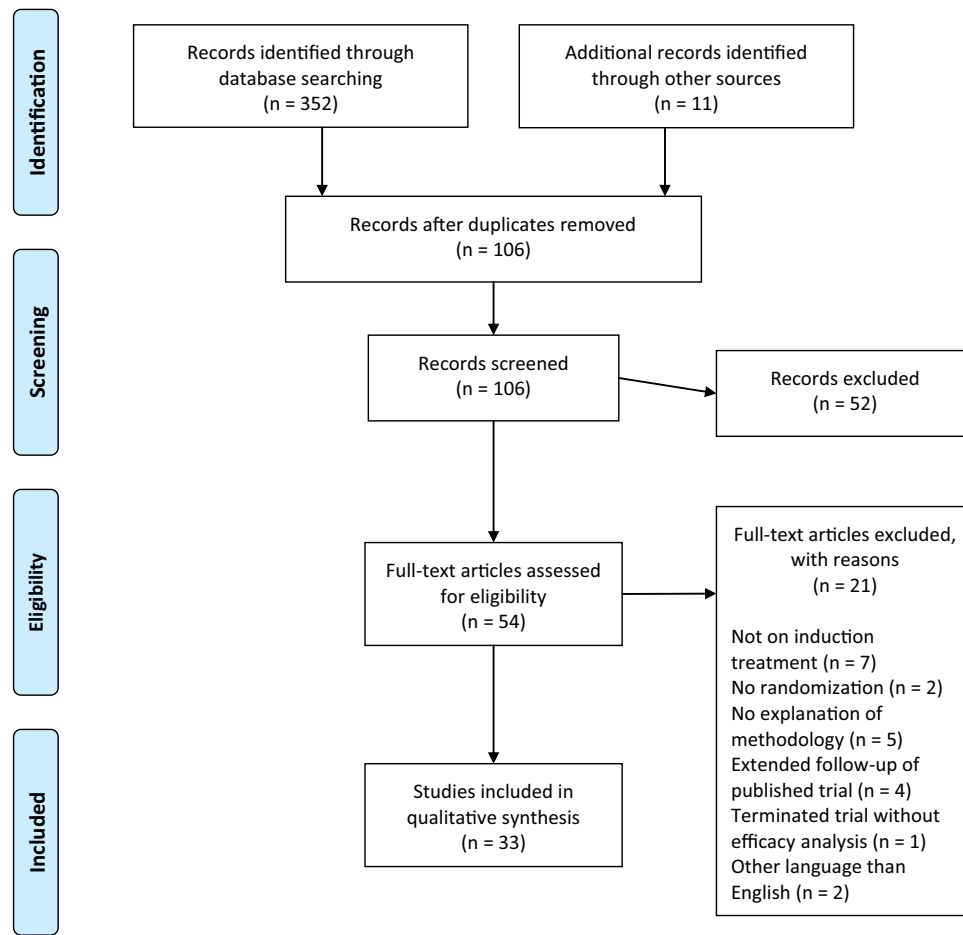 Identification
Records identified through
database searching
(n = 352)
Additional records identified
through other sources
(n = 11)
Records after duplicates removed
(n = 106)
Screening
Records screened
(n = 106)
Records excluded
(n = 52)
Eligibility
Full-text articles assessed
for eligibility
(n = 54)
Full-text articles excluded,
with reasons
(n = 21)
Not on induction
treatment (n = 7)
No randomization (n = 2)
No explanation of
methodology (n = 5)
Extended follow-up of
published trial (n = 4)
Terminated trial without
efficacy analysis (n = 1)
Other language than
English (n = 2)
Included
Studies included in
qualitative synthesis
(n = 33)